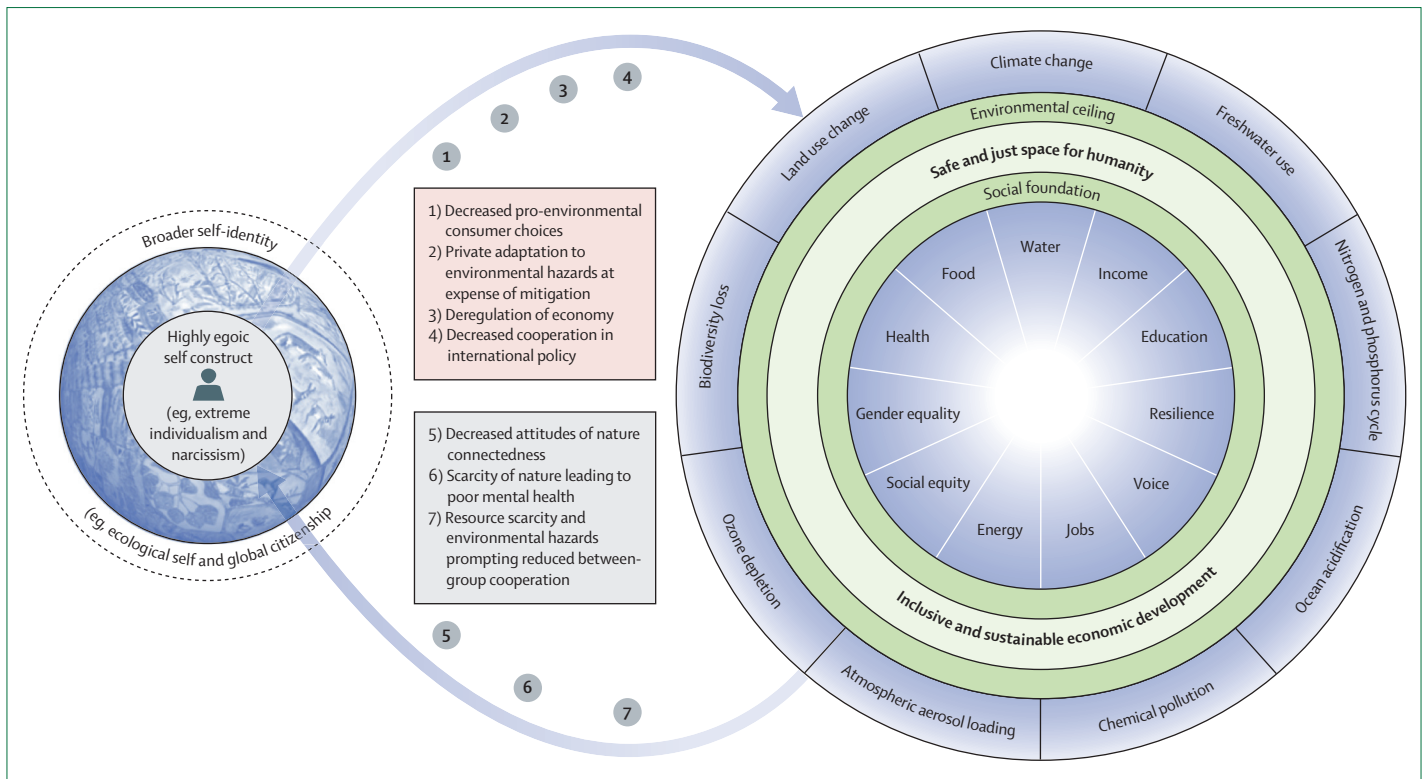 Broader self-identity
Highly egoic
self construct
(eg, extreme
individualism and
narcissism)
(eg, ecological self and global citizenship
1
2
3
4
1) Decreased pro-environmental
consumer choices
2) Private adaptation to
environmental hazards at
expense of mitigation
3) Deregulation of economy
4) Decreased cooperation in
international policy
5) Decreased attitudes of nature
connectedness
6) Scarcity of nature leading to
poor mental health
7) Resource scarcity and
environmental hazards
prompting reduced between-
group cooperation
5
6
7
Climate change
Freshwater use
Nitrogen and phosphorus cycle
Ocean acidification
Chemical pollution
Atmospheric aerosol loading
Ozone depletion
Biodiversity loss
Land use change
Environmental ceiling
Safe and just space for humanity
Social foundation
Water
Income
Education
Resilience
Voice
Jobs
Energy
Social equity
Gender equality
Health
Food
Inclusive and sustainable economic development